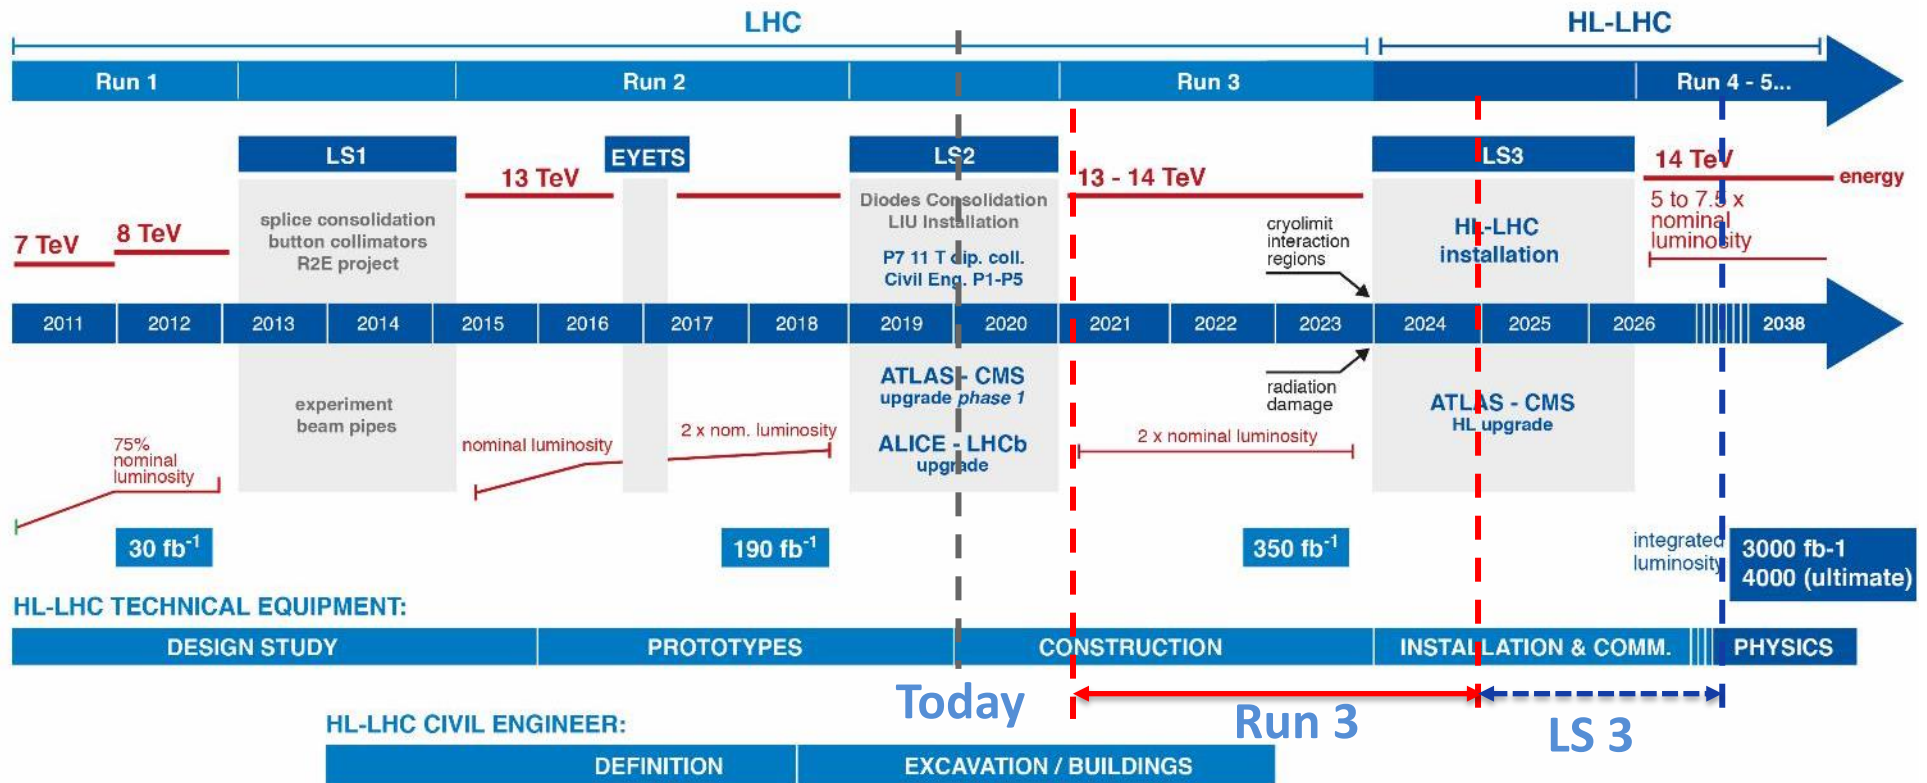 LHC
HL-LHC
Run 1
Run 2
Run 3
Run 4 - 5...
LS1
EYETS
LS2
LS3
7 TeV
8 TeV
13 TeV
13 - 14 TeV
14 TeV
energy
splice consolidation
button collimators
R2E project
Diodes Consolidation
LIU Installation
P7 11 T dip. coll.
Civil Eng. P1-P5
cryolimit
interaction
regions
HL-LHC
installation
5 to 7.5 x
nominal
luminosity
2011
2012
2013
2014
2015
2016
2017
2018
2019
2020
2021
2022
2023
2024
2025
2026
2038
experiment
beam pipes
ATLAS - CMS
upgrade phase 1
ALICE - LHCb
upgrade
radiation
damage
ATLAS - CMS
HL upgrade
75%
nominal
luminosity
nominal luminosity
2 x nom. luminosity
2 x nominal luminosity
30 fb-1
190 fb-1
350 fb-1
integrated
luminosity
3000 fb-1
4000 (ultimate)
HL-LHC TECHNICAL EQUIPMENT:
DESIGN STUDY
PROTOTYPES
CONSTRUCTION
INSTALLATION & COMM.
PHYSICS
Today
Run 3
LS 3
HL-LHC CIVIL ENGINEER:
DEFINITION
EXCAVATION / BUILDINGS